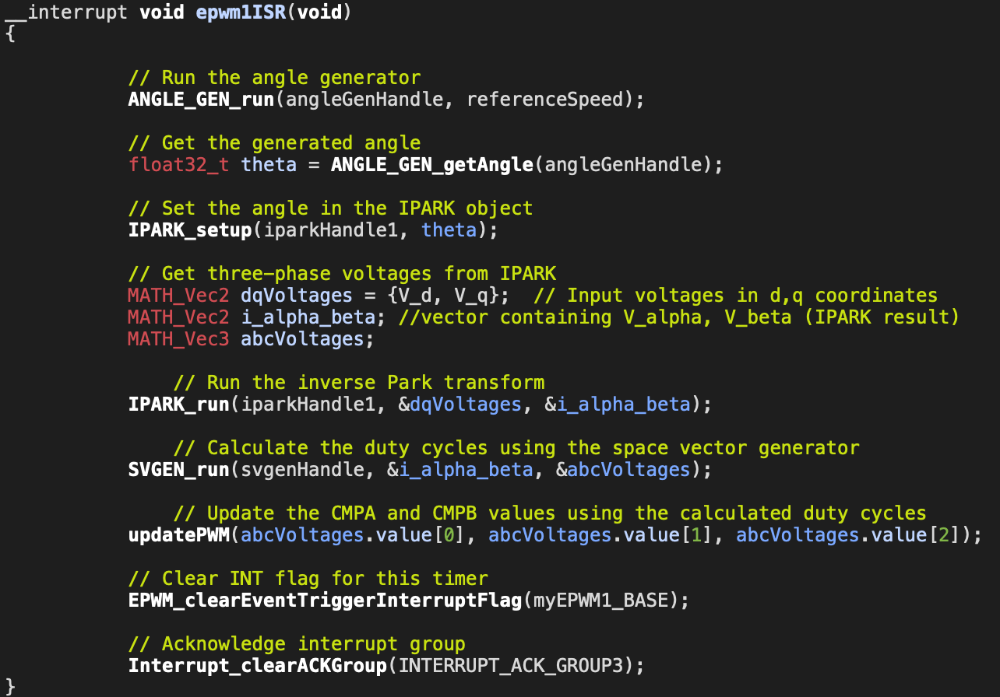 __interrupt void epwm1ISR(void)
{
// Run the angle generator
ANGLE_GEN_run(angleGenHandle, referenceSpeed);
// Get the generated angle
float32_t theta = ANGLE_GEN_getAngle(angleGenHandle);
// Set the angle in the IPARK object
IPARK_setup(iparkHandle1, theta);
// Get three-phase voltages from IPARK
MATH_Vec2 dqVoltages = {V_d, V_q};  // Input voltages in d,q coordinates
MATH_Vec2 i_alpha_beta; //vector containing V_alpha, V_beta (IPARK result)
MATH_Vec3 abcVoltages;
// Run the inverse Park transform
IPARK_run(iparkHandle1, &dqVoltages, &i_alpha_beta);
// Calculate the duty cycles using the space vector generator
SVGEN_run(svgenHandle, &i_alpha_beta, &abcVoltages);
// Update the CMPA and CMPB values using the calculated duty cycles
updatePWM(abcVoltages.value[0], abcVoltages.value[1], abcVoltages.value[2]);
// Clear INT flag for this timer
EPWM_clearEventTriggerInterruptFlag(myEPWM1_BASE);
// Acknowledge interrupt group
Interrupt_clearACKGroup(INTERRUPT_ACK_GROUP3);
}